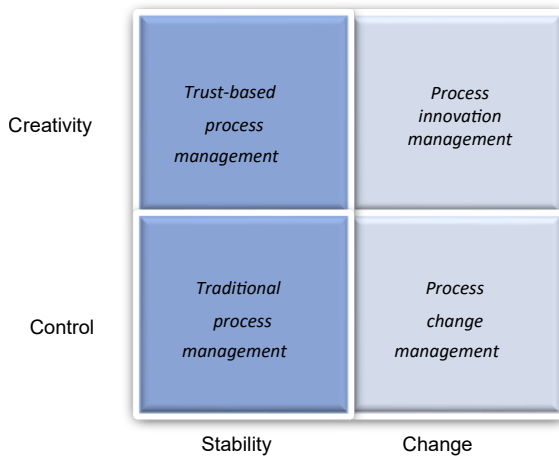 Creativity
Trust-based
process
management
Process
innovation
management
Control
Traditional
process
management
Process
change
management
Stability
Change